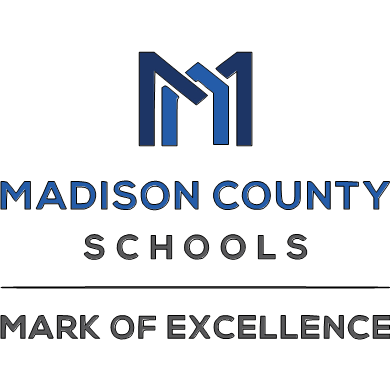 MADISON COUNTY
SCHOOLS
MARK OF EXCELLENCE